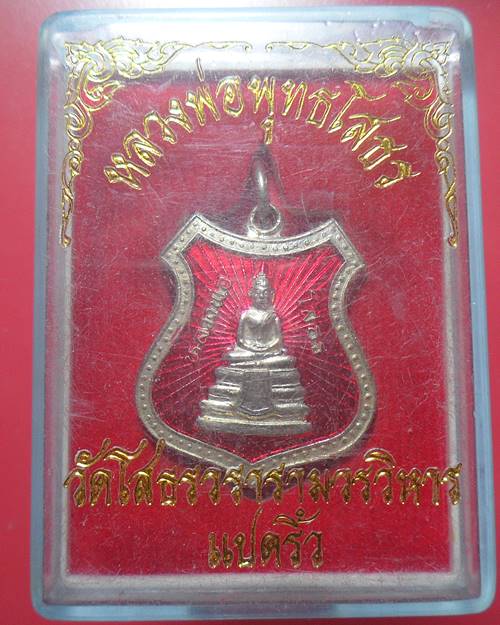 หลวงพ่อพุทธโสธร
วัดโสธรวรารามวรวิหาร
แปดริ้ว